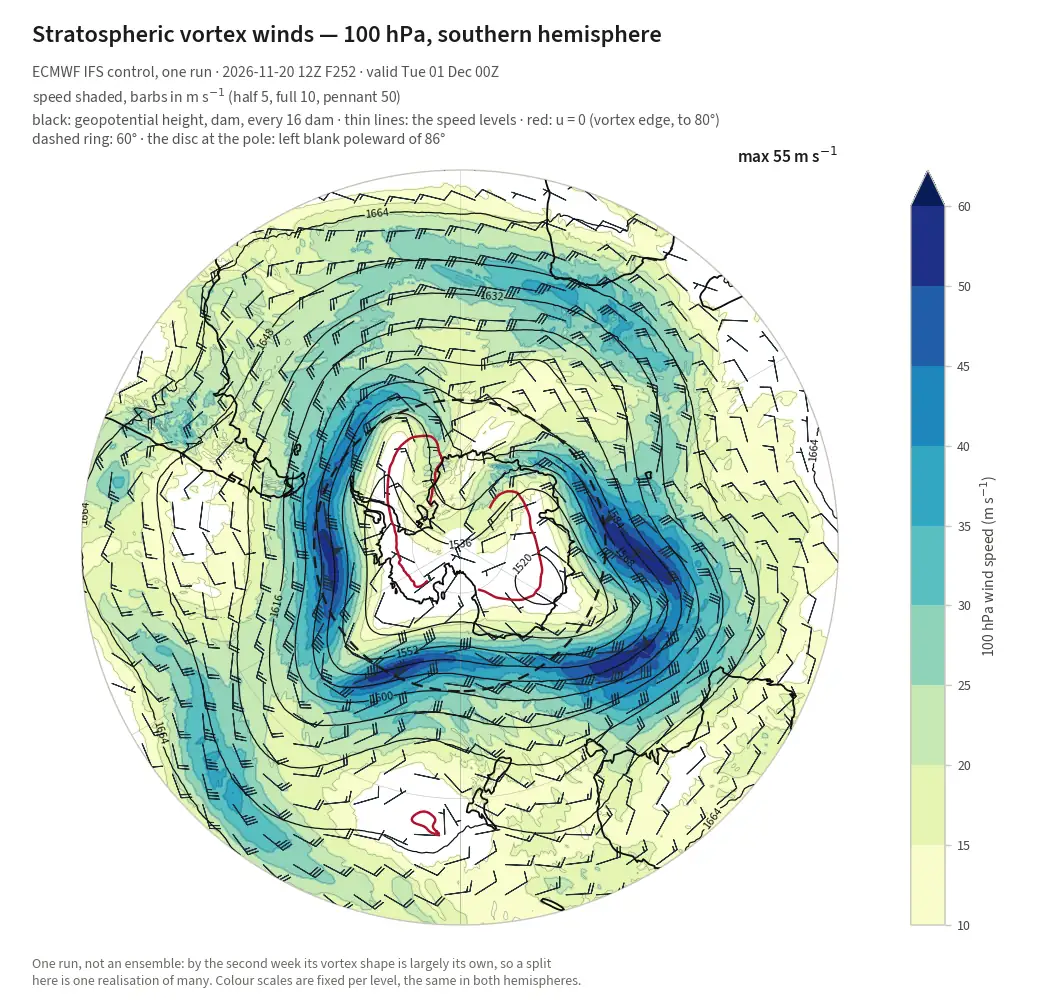 Stratospheric vortex winds — 100 hPa, southern hemisphere
ECMWF IFS control, one run · 2026-11-20 12Z F252 · valid Tue 01 Dec 00Z
speed shaded, barbs in m s⁻¹ (half 5, full 10, pennant 50)
black: geopotential height, dam, every 16 dam · thin lines: the speed levels · red: u = 0 (vortex edge, to 80°)
dashed ring: 60° · the disc at the pole: left blank poleward of 86°
max 55 m s⁻¹
1664
1632
1648
1664
1664
1584
1568
1536
1520
1616
1552
1600
1664
1664
60
50
45
40
35
30
25
20
15
10
100 hPa wind speed (m s⁻¹)
One run, not an ensemble: by the second week its vortex shape is largely its own, so a split
here is one realisation of many. Colour scales are fixed per level, the same in both hemispheres.